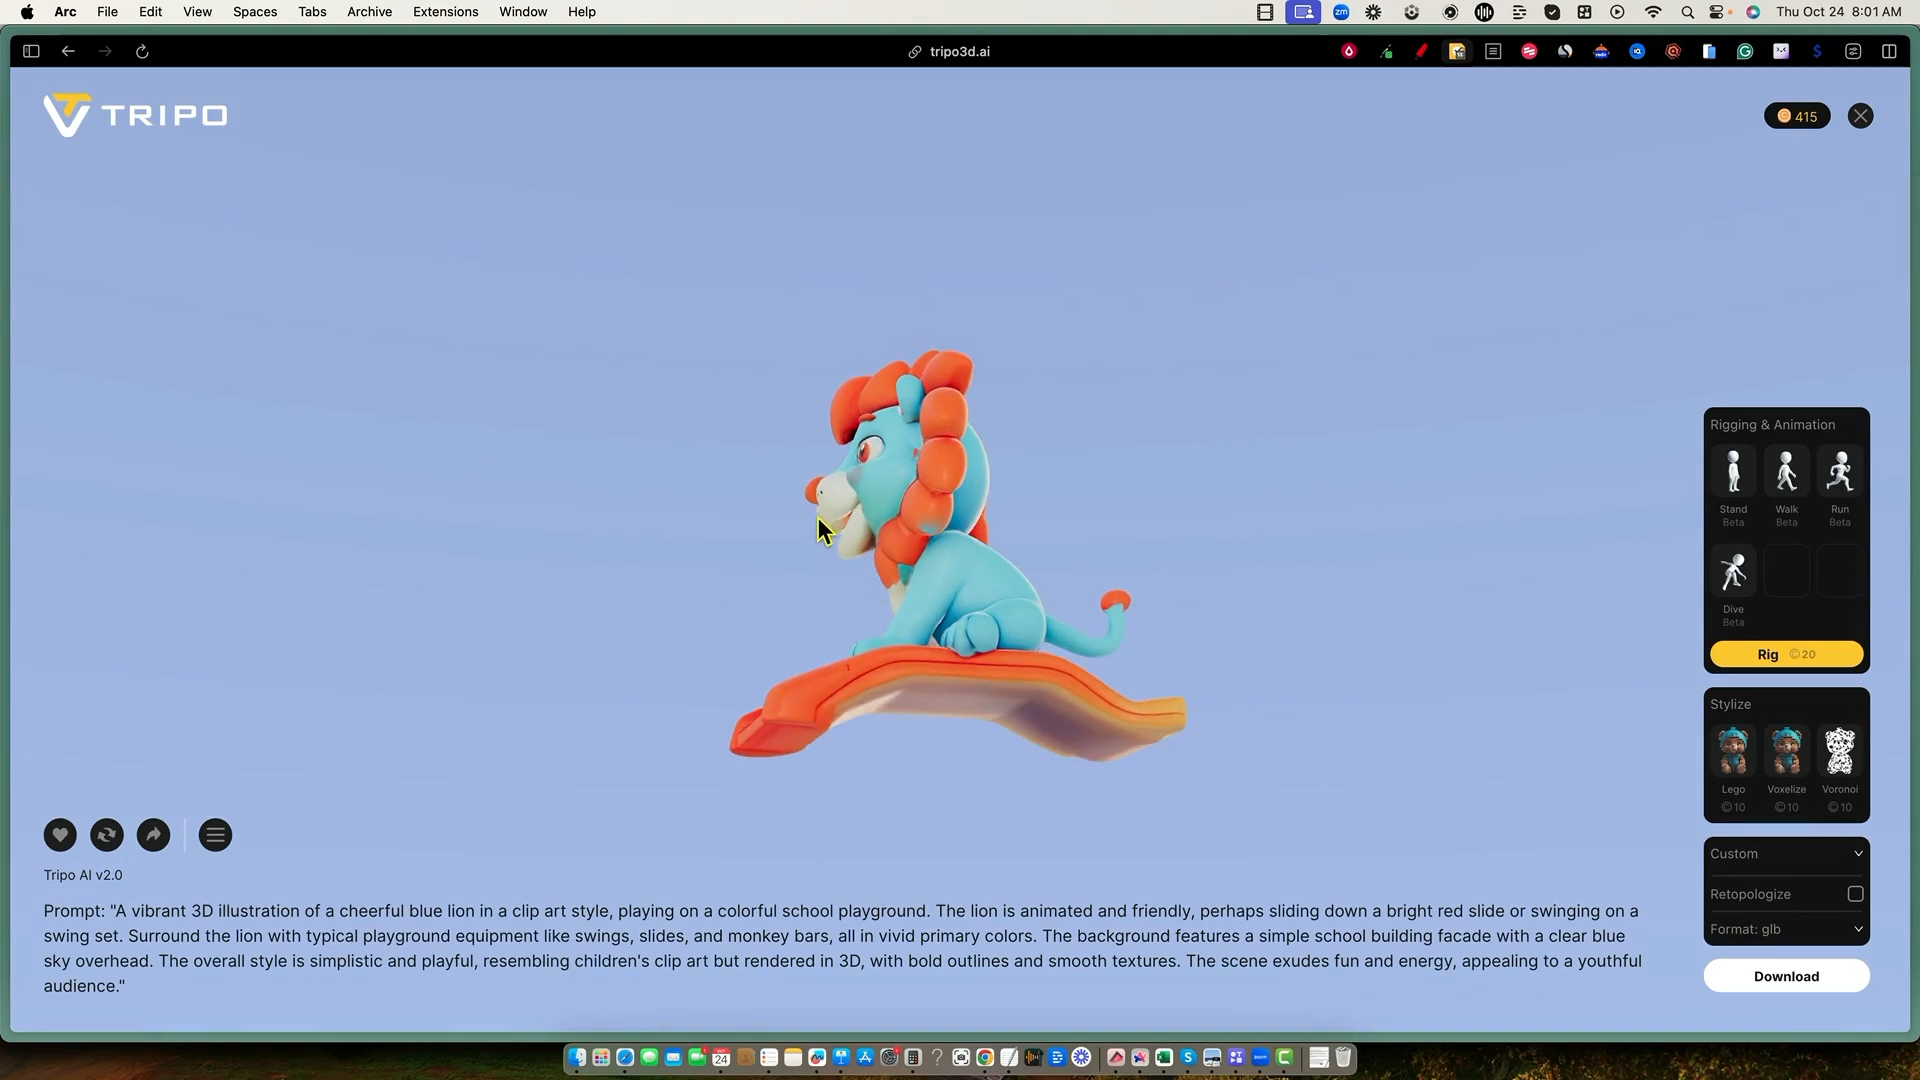 Arc File Edit View Spaces Tabs Archive Extensions Window Help
zm
Thu Oct 24 8:01 AM
tripo3d.ai
TRIPO
415
Rigging & Animation
Stand Walk Run
Beta Beta Beta
Dive
Beta
Rig 20
Stylize
Lego Voxelize Voronoi
10 10 10
Custom
Retopologize
Format: glb
Download
Tripo AI v2.0
Prompt: "A vibrant 3D illustration of a cheerful blue lion in a clip art style, playing on a colorful school playground. The lion is animated and friendly, perhaps sliding down a bright red slide or swinging on a
swing set. Surround the lion with typical playground equipment like swings, slides, and monkey bars, all in vivid primary colors. The background features a simple school building facade with a clear blue
sky overhead. The overall style is simplistic and playful, resembling children's clip art but rendered in 3D, with bold outlines and smooth textures. The scene exudes fun and energy, appealing to a youthful
audience."
24